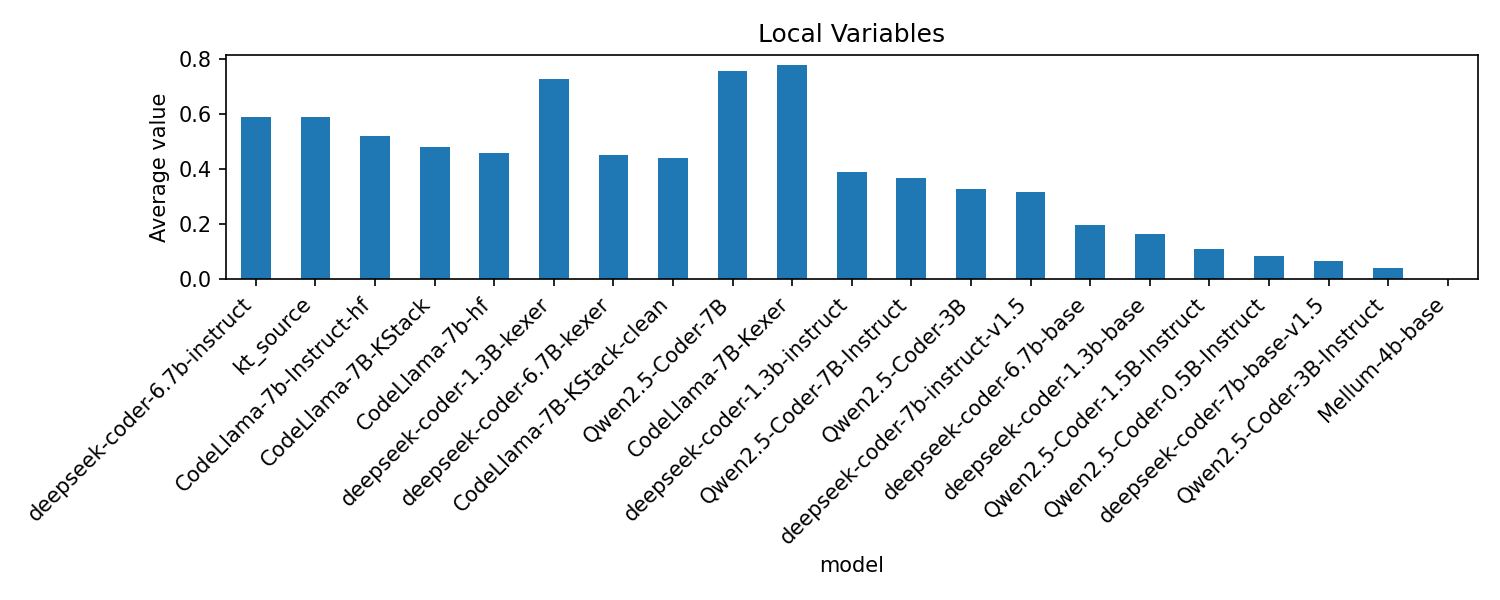 Local Variables
Average value
0.8
0.6
0.4
0.2
0.0
deepseek-coder-6.7b-instruct
kt_source
CodeLlama-7b-Instruct-hf
CodeLlama-7B-KStack
CodeLlama-7b-hf
deepseek-coder-1.3B-kexer
deepseek-coder-6.7B-kexer
CodeLlama-7B-KStack-clean
Qwen2.5-Coder-7B
CodeLlama-7B-Kexer
deepseek-coder-1.3b-instruct
Qwen2.5-Coder-7B-Instruct
Qwen2.5-Coder-3B
deepseek-coder-7b-instruct-v1.5
deepseek-coder-6.7b-base
deepseek-coder-1.3b-base
Qwen2.5-Coder-1.5B-Instruct
Qwen2.5-Coder-0.5B-Instruct
deepseek-coder-7b-base-v1.5
Qwen2.5-Coder-3B-Instruct
Mellum-4b-base
model